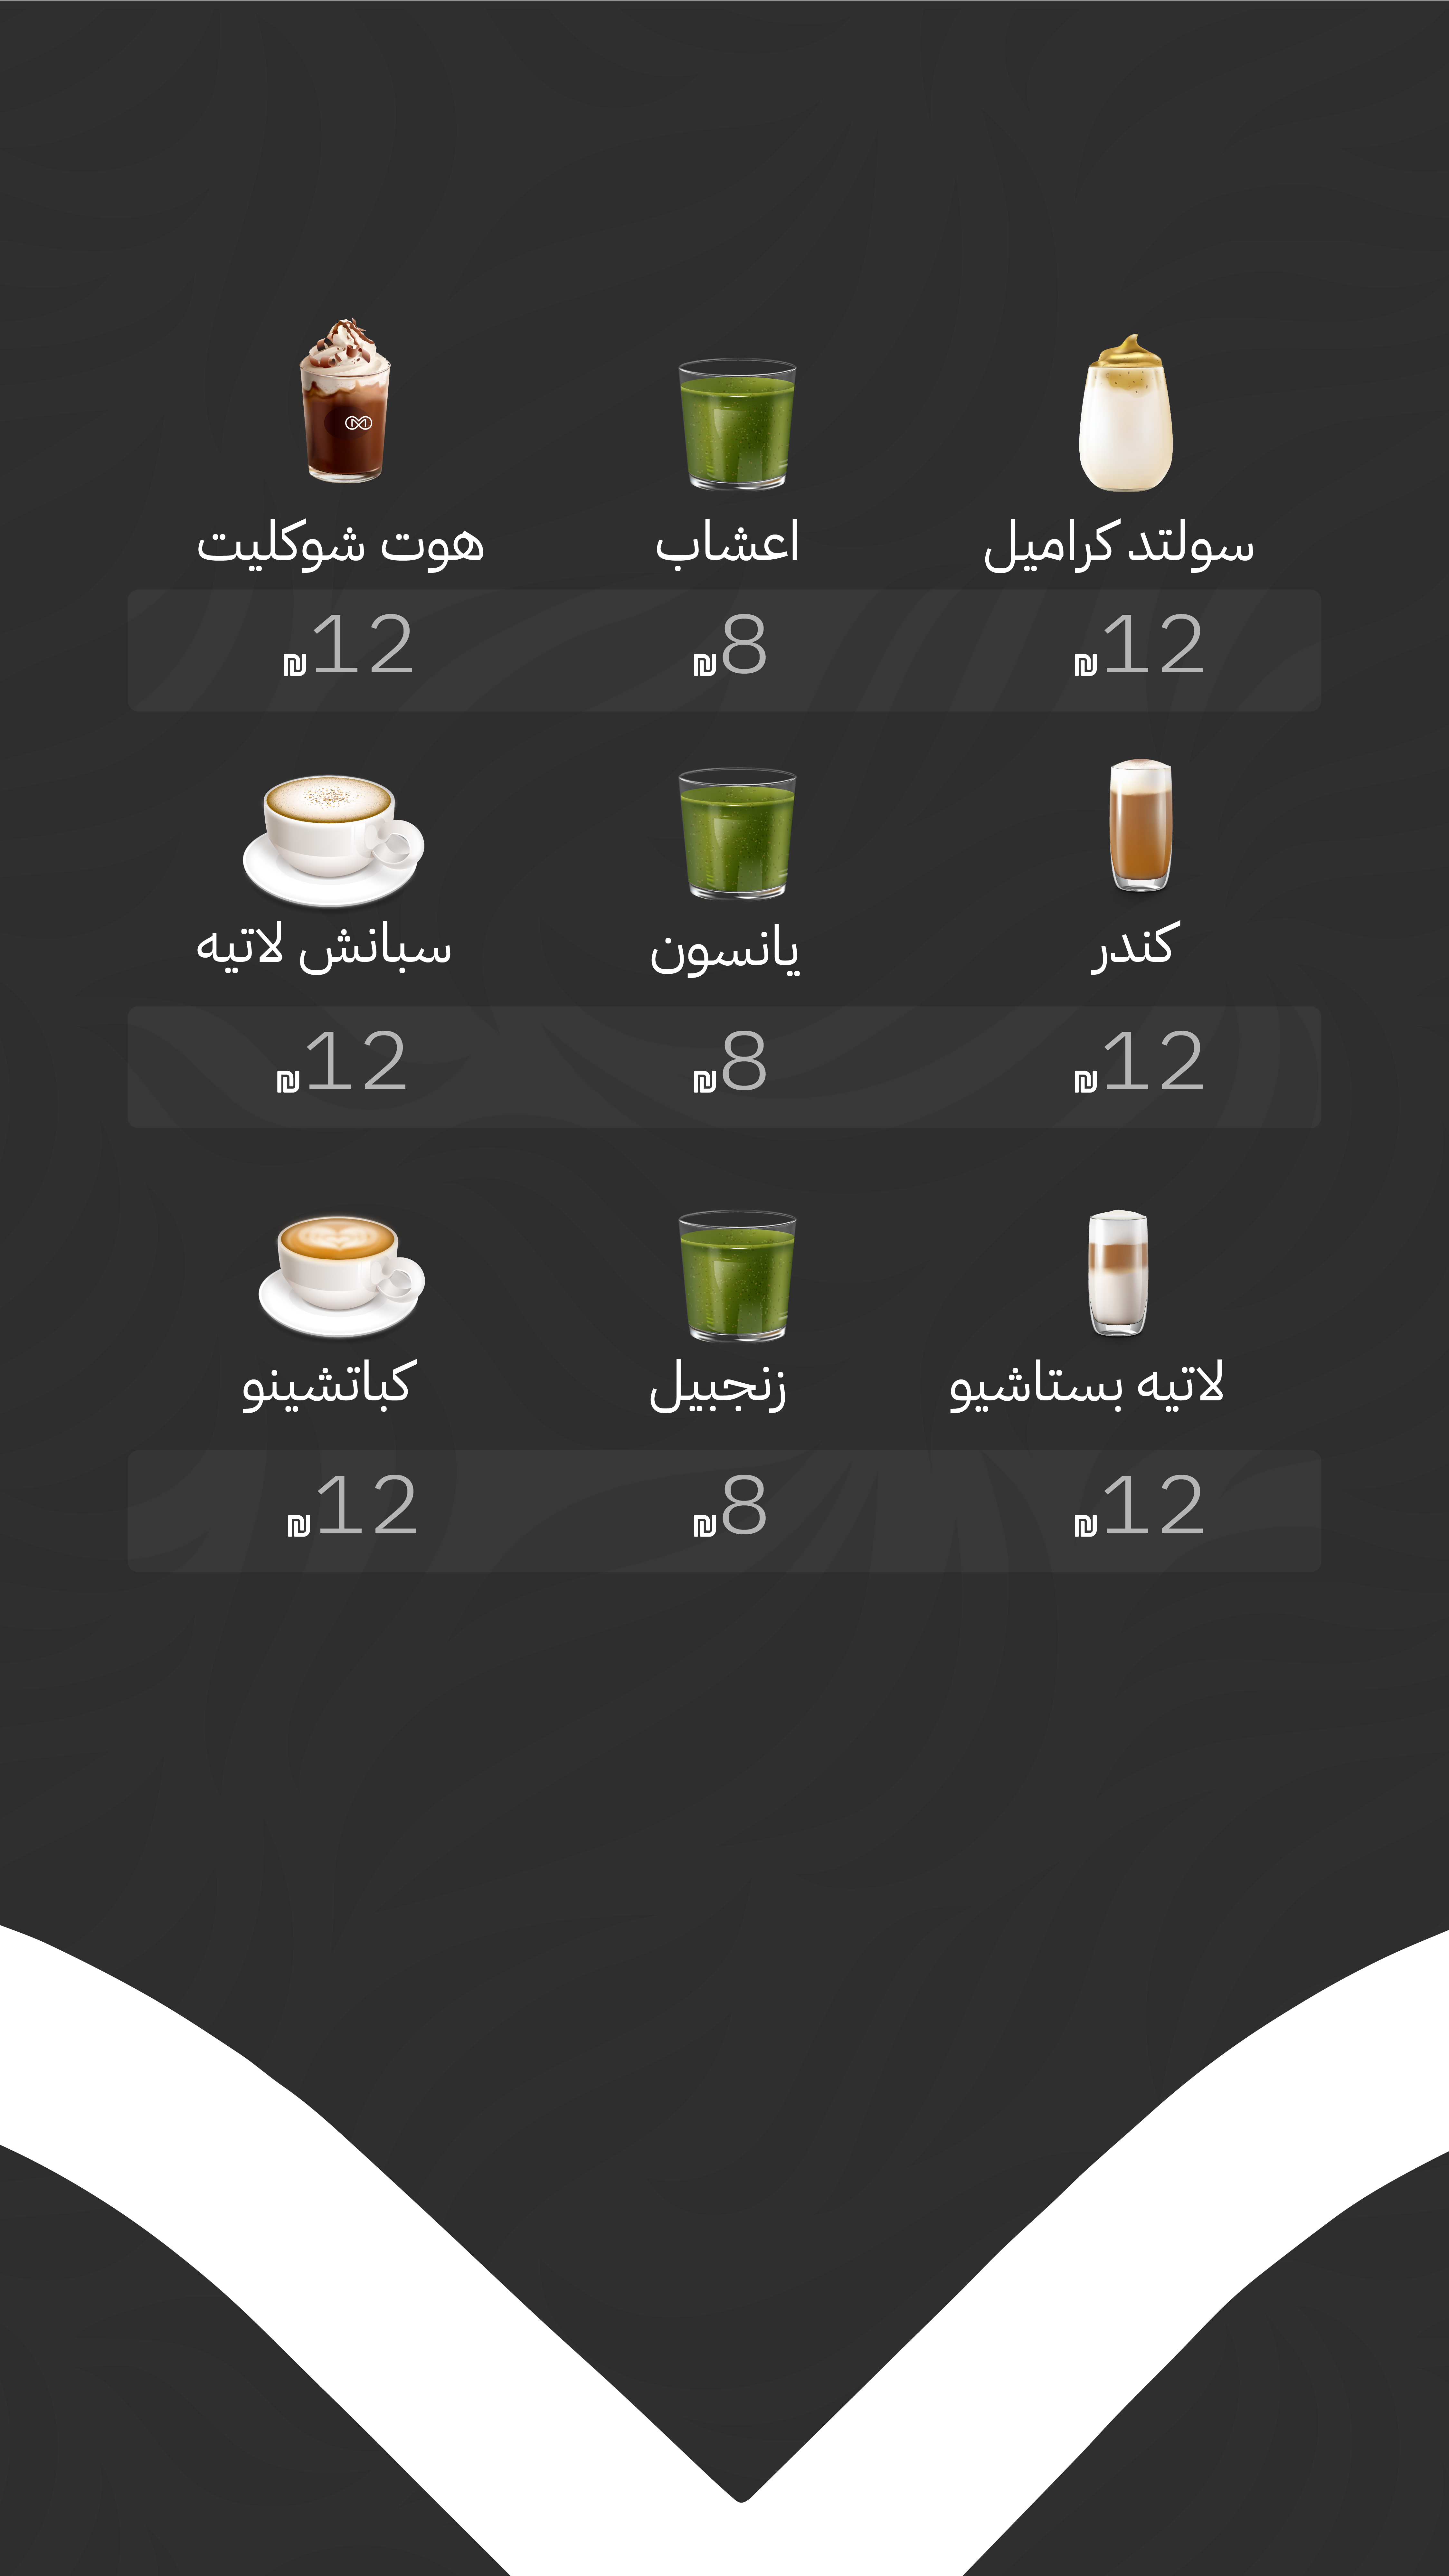 سولتد كراميل
اعشاب
هوت شوكليت
₪12
₪8
₪12
كندر
يانسون
سبانش لاتيه
₪12
₪8
₪12
لاتيه بستاشيو
زنجبيل
كباتشينو
₪12
₪8
₪12